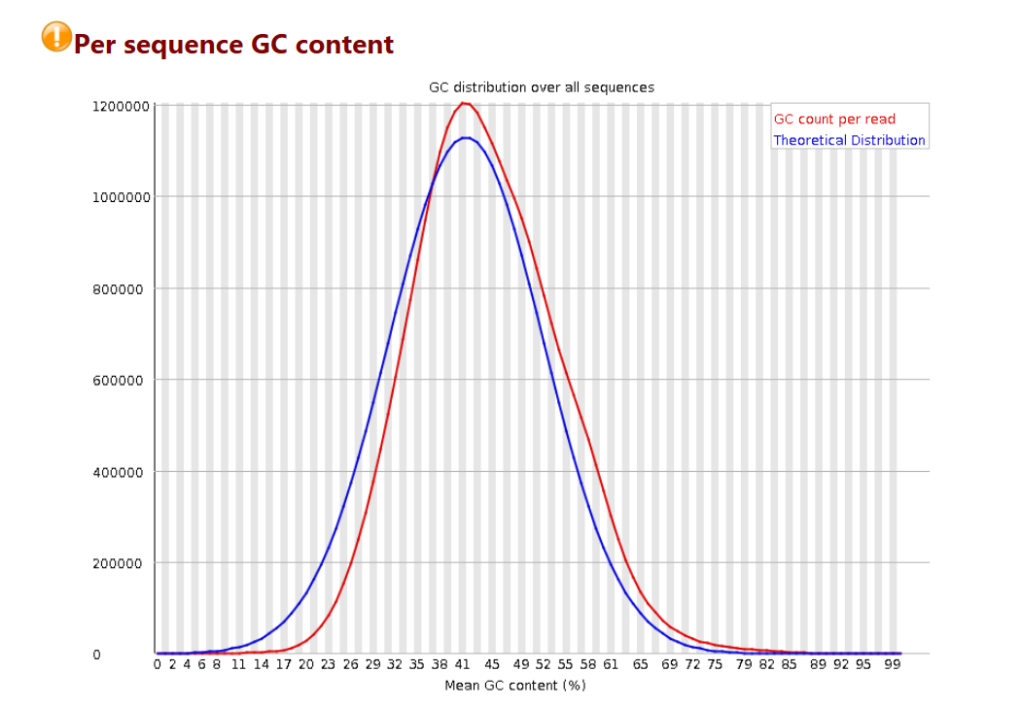 Per sequence GC content
GC distribution over all sequences
GC count per read
Theoretical Distribution
1200000
1000000
800000
600000
400000
200000
0
0 2 4 6 8 11 14 17 20 23 26 29 32 35 38 41 45 49 52 55 58 61 65 69 72 75 79 82 85 89 92 95 99
Mean GC content (%)